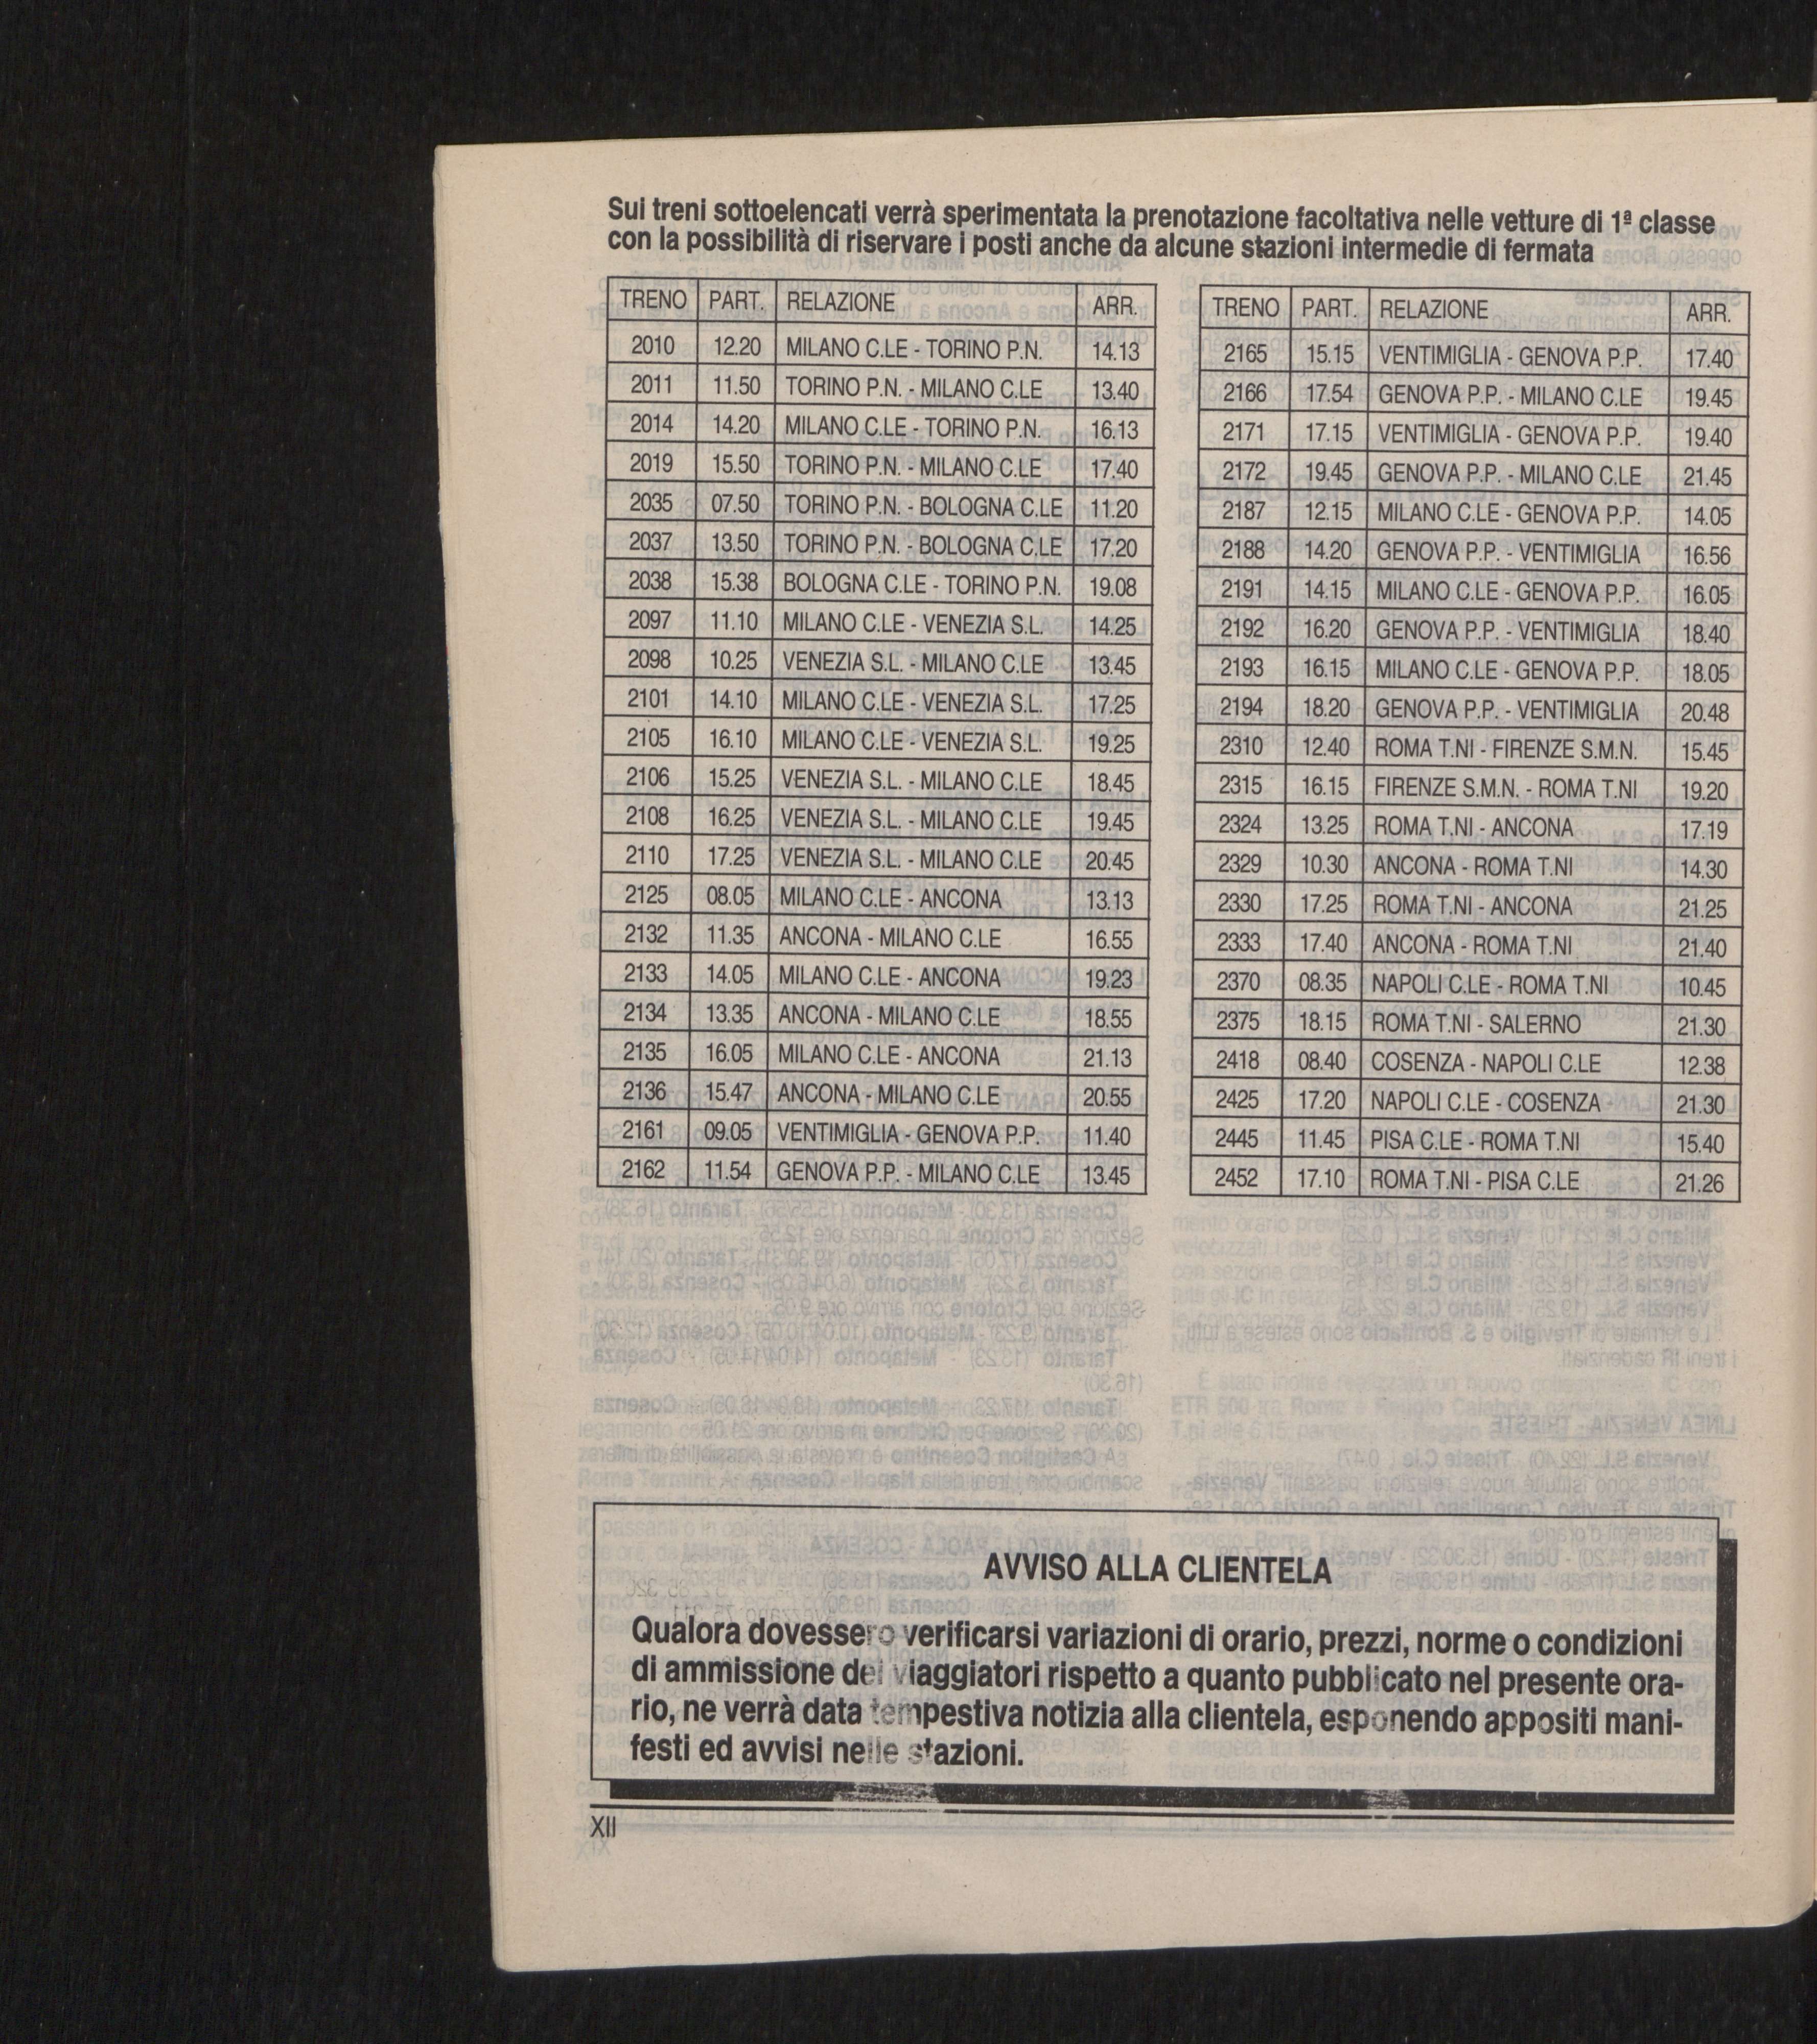 Sui treni sottoelencati verrà sperimentata la prenotazione facoltativa nelle vetture di 1ª classe
con la possibilità di riservare i posti anche da alcune stazioni intermedie di fermata
TRENO PART. RELAZIONE ARR.
2010 12.20 MILANO C.LE - TORINO P.N. 14.13
2011 11.50 TORINO P.N. - MILANO C.LE 13.40
2014 14.20 MILANO C.LE - TORINO P.N. 16.13
2019 15.50 TORINO P.N. - MILANO C.LE 17.40
2035 07.50 TORINO P.N. - BOLOGNA C.LE 11.20
2037 13.50 TORINO P.N. - BOLOGNA C.LE 17.20
2038 15.38 BOLOGNA C.LE - TORINO P.N. 19.08
2097 11.10 MILANO C.LE - VENEZIA S.L. 14.25
2098 10.25 VENEZIA S.L. - MILANO C.LE 13.45
2101 14.10 MILANO C.LE - VENEZIA S.L. 17.25
2105 16.10 MILANO C.LE - VENEZIA S.L. 19.25
2106 15.25 VENEZIA S.L. - MILANO C.LE 18.45
2108 16.25 VENEZIA S.L. - MILANO C.LE 19.45
2110 17.25 VENEZIA S.L. - MILANO C.LE 20.45
2125 08.05 MILANO C.LE - ANCONA 13.13
2132 11.35 ANCONA - MILANO C.LE 16.55
2133 14.05 MILANO C.LE - ANCONA 19.23
2134 13.35 ANCONA - MILANO C.LE 18.55
2135 16.05 MILANO C.LE - ANCONA 21.13
2136 15.47 ANCONA - MILANO C.LE 20.55
2161 09.05 VENTIMIGLIA - GENOVA P.P. 11.40
2162 11.54 GENOVA P.P. - MILANO C.LE 13.45
TRENO PART. RELAZIONE ARR.
2165 15.15 VENTIMIGLIA - GENOVA P.P. 17.40
2166 17.54 GENOVA P.P. - MILANO C.LE 19.45
2171 17.15 VENTIMIGLIA - GENOVA P.P. 19.40
2172 19.45 GENOVA P.P. - MILANO C.LE 21.45
2187 12.15 MILANO C.LE - GENOVA P.P. 14.05
2188 14.20 GENOVA P.P. - VENTIMIGLIA 16.56
2191 14.15 MILANO C.LE - GENOVA P.P. 16.05
2192 16.20 GENOVA P.P. - VENTIMIGLIA 18.40
2193 16.15 MILANO C.LE - GENOVA P.P. 18.05
2194 18.20 GENOVA P.P. - VENTIMIGLIA 20.48
2310 12.40 ROMA T.NI - FIRENZE S.M.N. 15.45
2315 16.15 FIRENZE S.M.N. - ROMA T.NI 19.20
2324 13.25 ROMA T.NI - ANCONA 17.19
2329 10.30 ANCONA - ROMA T.NI 14.30
2330 17.25 ROMA T.NI - ANCONA 21.25
2333 17.40 ANCONA - ROMA T.NI 21.40
2370 08.35 NAPOLI C.LE - ROMA T.NI 10.45
2375 18.15 ROMA T.NI - SALERNO 21.30
2418 08.40 COSENZA - NAPOLI C.LE 12.38
2425 17.20 NAPOLI C.LE - COSENZA 21.30
2445 11.45 PISA C.LE - ROMA T.NI 15.40
2452 17.10 ROMA T.NI - PISA C.LE 21.26
AVVISO ALLA CLIENTELA
Qualora dovessero verificarsi variazioni di orario, prezzi, norme o condizioni
di ammissione dei viaggiatori rispetto a quanto pubblicato nel presente ora-
rio, ne verrà data tempestiva notizia alla clientela, esponendo appositi mani-
festi ed avvisi nelle stazioni.
XII